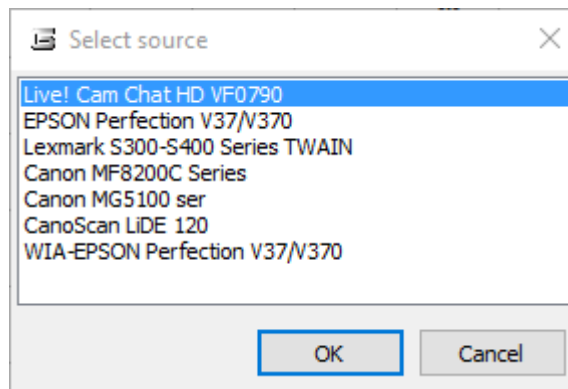 Select source
Live! Cam Chat HD VF0790
EPSON Perfection V37/V370
Lexmark S300-S400 Series TWAIN
Canon MF8200C Series
Canon MG5100 ser
CanoScan LiDE 120
WIA-EPSON Perfection V37/V370
OK
Cancel